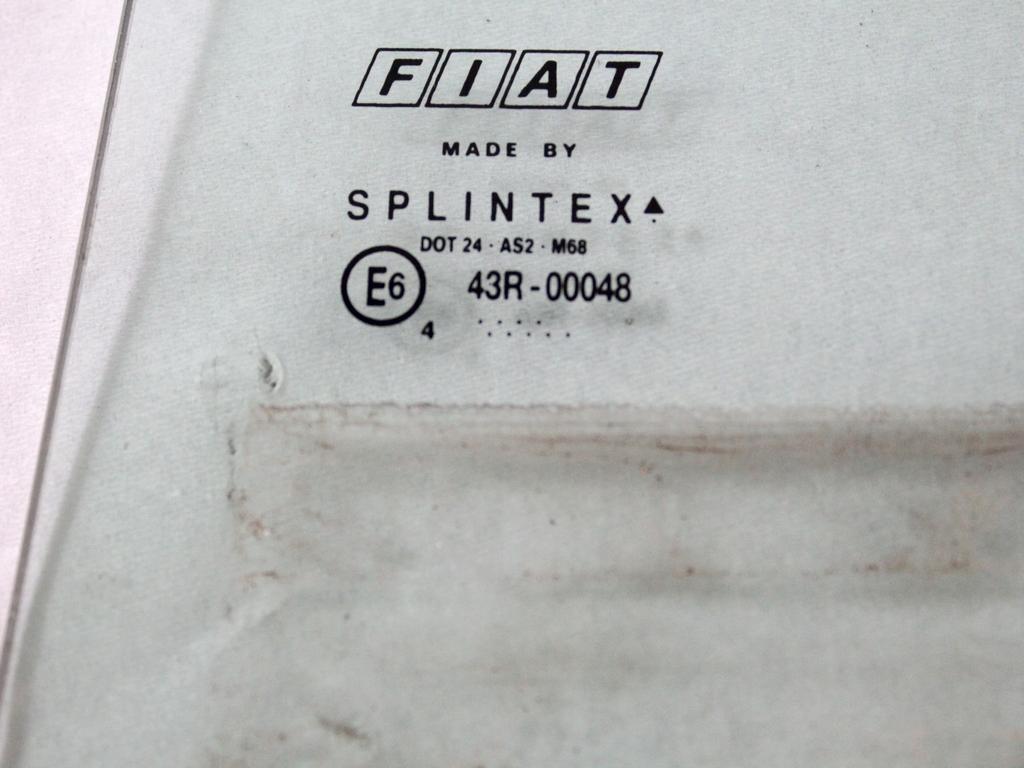 FIAT
MADE BY
SPLINTEX▲
DOT 24 · AS2 · M68
E6 43R-00048
4